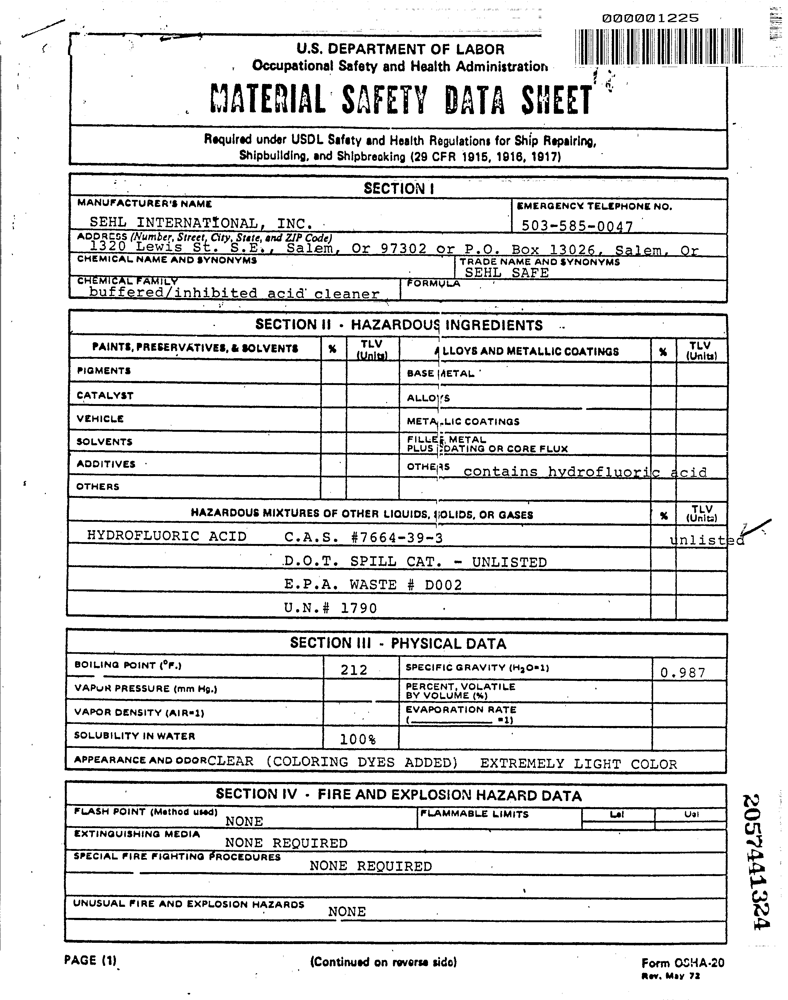 000001225
U.S. DEPARTMENT OF LABOR
Occupational Safety and Health Administration
MATERIAL SAFETY DATA SHEET
Required under USDL Safety and Health Regulations for Ship Repairing,
Shipbuilding, and Shipbreaking (29 CFR 1915, 1916, 1917)
SECTION I
MANUFACTURER'S NAME EMERGENCY TELEPHONE NO.
SEHL INTERNATIONAL, INC. 503-585-0047
ADDRESS (Number, Street, City, State, and ZIP Code)
1320 Lewis St. S.E., Salem, Or 97302 or P.O. Box 13026, Salem, Or
CHEMICAL NAME AND SYNONYMS TRADE NAME AND SYNONYMS
SEHL SAFE
CHEMICAL FAMILY FORMULA
buffered/inhibited acid cleaner
SECTION II - HAZARDOUS INGREDIENTS
PAINTS, PRESERVATIVES, & SOLVENTS % TLV (Units) ALLOYS AND METALLIC COATINGS % TLV (Units)
PIGMENTS BASE METAL
CATALYST ALLOYS
VEHICLE METALLIC COATINGS
SOLVENTS FILLER METAL
PLUS COATING OR CORE FLUX
ADDITIVES OTHERS contains hydrofluoric acid
OTHERS
HAZARDOUS MIXTURES OF OTHER LIQUIDS, SOLIDS, OR GASES % TLV (Units)
HYDROFLUORIC ACID C.A.S. #7664-39-3 unlisted
D.O.T. SPILL CAT. - UNLISTED
E.P.A. WASTE # D002
U.N.# 1790
SECTION III - PHYSICAL DATA
BOILING POINT (°F.) 212 SPECIFIC GRAVITY (H2O=1) 0.987
VAPUR PRESSURE (mm Hg.) PERCENT, VOLATILE
BY VOLUME (%)
VAPOR DENSITY (AIR=1) EVAPORATION RATE
(_______ =1)
SOLUBILITY IN WATER 100%
APPEARANCE AND ODOR CLEAR (COLORING DYES ADDED) EXTREMELY LIGHT COLOR
SECTION IV - FIRE AND EXPLOSION HAZARD DATA
FLASH POINT (Method used) NONE FLAMMABLE LIMITS Lel Uel
EXTINGUISHING MEDIA NONE REQUIRED
SPECIAL FIRE FIGHTING PROCEDURES NONE REQUIRED
UNUSUAL FIRE AND EXPLOSION HAZARDS NONE
PAGE (1) (Continued on reverse side) Form OSHA-20
Rev. May 72
2057441324